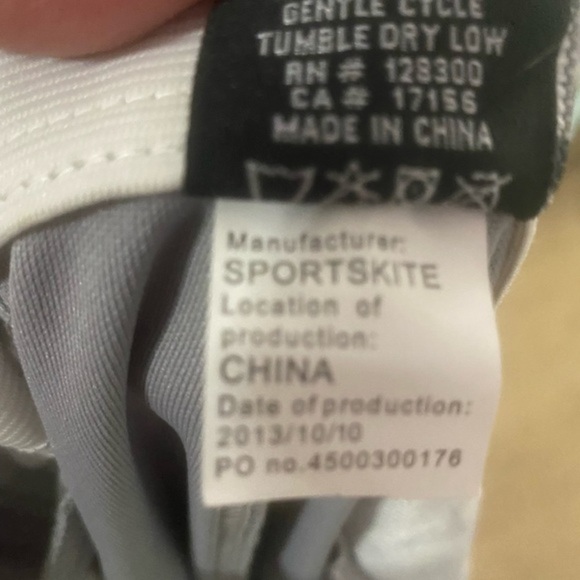 GENTLE CYCLE
TUMBLE DRY LOW
RN # 128300
CA # 17156
MADE IN CHINA
Manufacturer:
SPORTSKITE
Location of
production:
CHINA
Date of production:
2013/10/10
PO no.4500300176